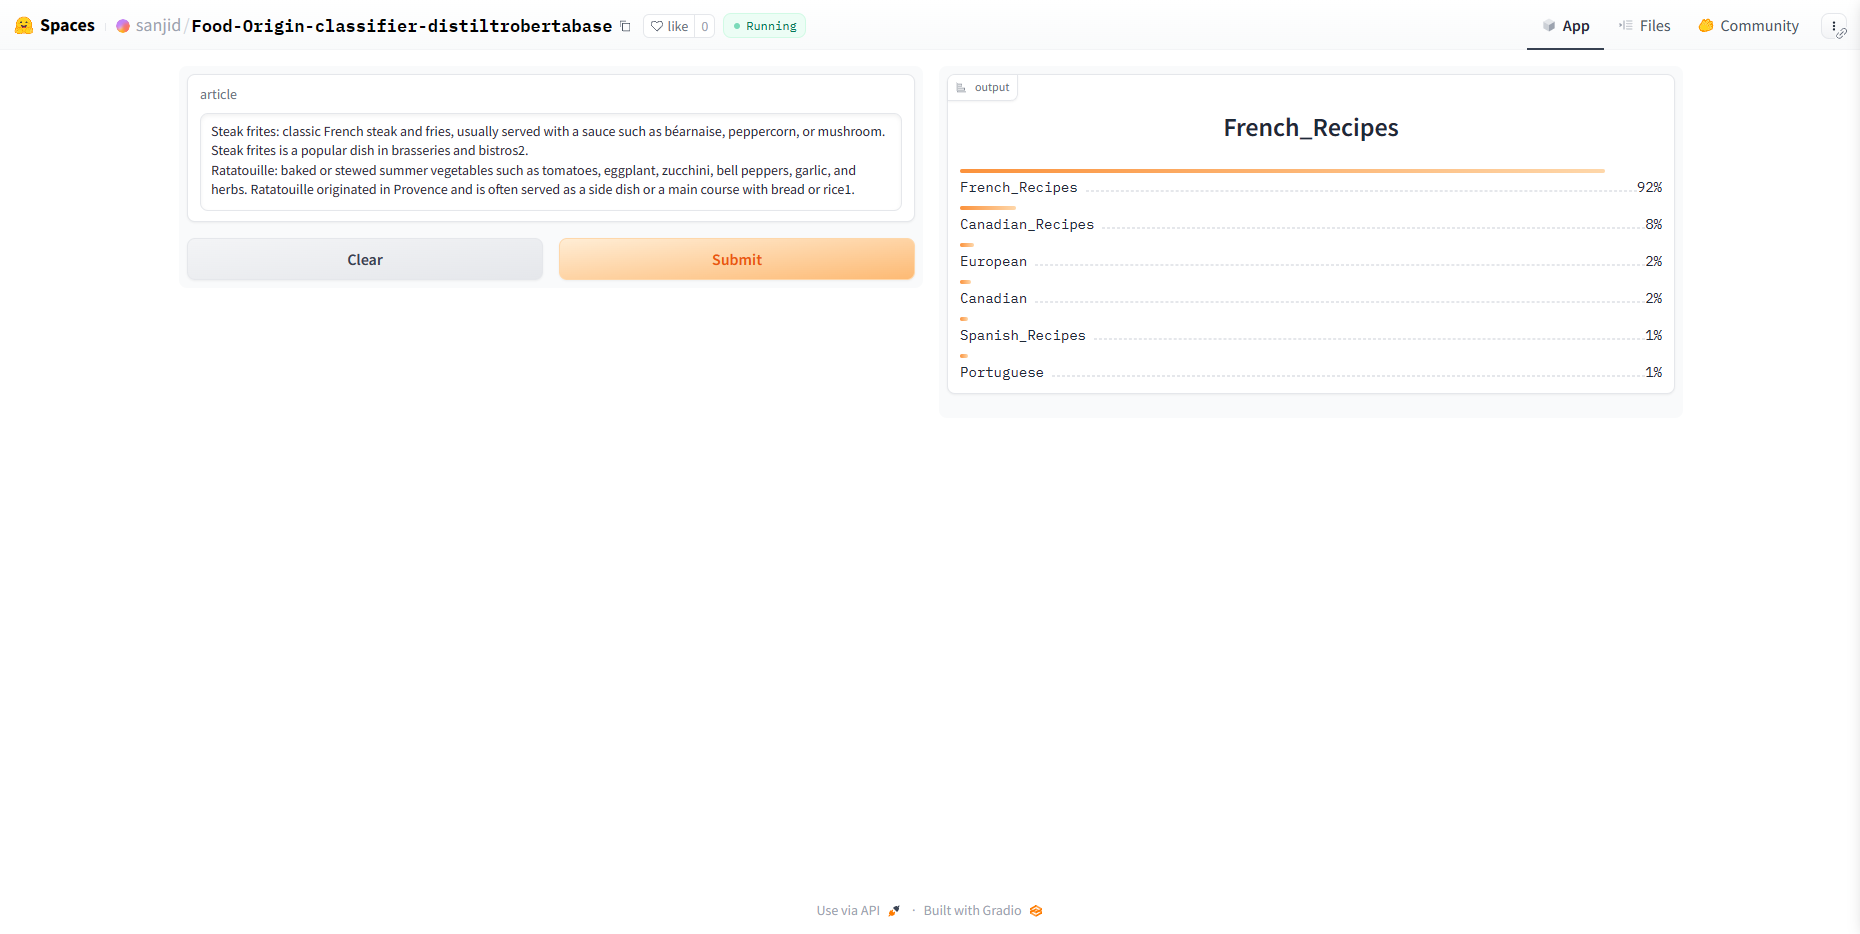 Spaces sanjid/Food-Origin-classifier-distiltrobertabase like 0 Running App Files Community
article
Steak frites: classic French steak and fries, usually served with a sauce such as béarnaise, peppercorn, or mushroom.
Steak frites is a popular dish in brasseries and bistros2.
Ratatouille: baked or stewed summer vegetables such as tomatoes, eggplant, zucchini, bell peppers, garlic, and
herbs. Ratatouille originated in Provence and is often served as a side dish or a main course with bread or rice1.
Clear
Submit
output
French_Recipes
French_Recipes 92%
Canadian_Recipes 8%
European 2%
Canadian 2%
Spanish_Recipes 1%
Portuguese 1%
Use via API · Built with Gradio